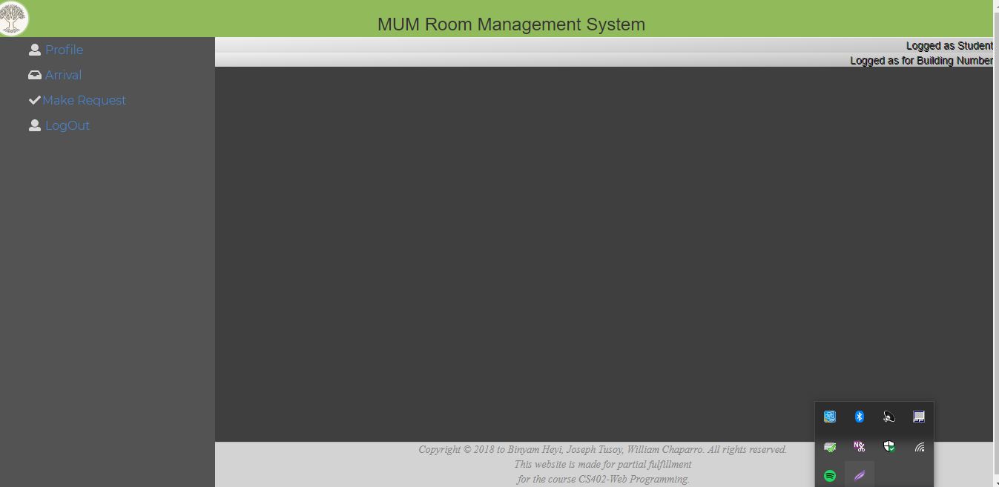 MUM Room Management System
Profile
Arrival
Make Request
LogOut
Logged as Student
Logged as for Building Number
Copyright © 2018 to Binyam Heyi, Joseph Tusoy, William Chaparro. All rights reserved.
This website is made for partial fulfillment
for the course CS402-Web Programming.